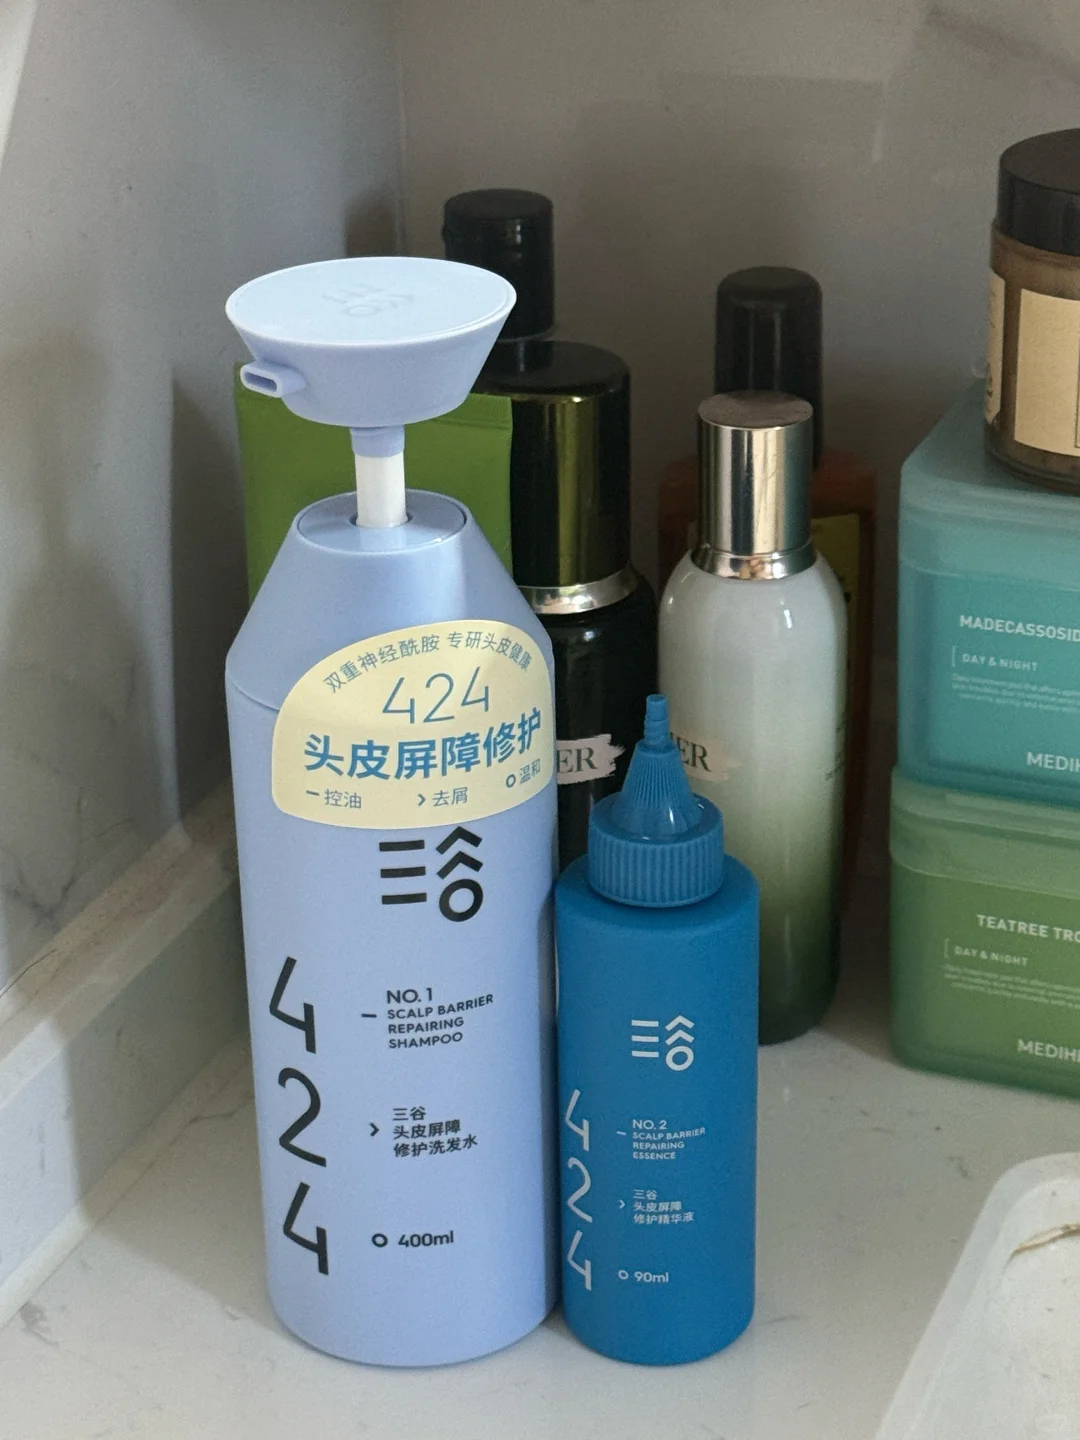 双重神经酰胺 专研头皮健康
424
头皮屏障修护
控油 去屑 温和
三谷
424
NO. 1
SCALP BARRIER
REPAIRING
SHAMPOO
三谷
头皮屏障
修护洗发水
400ml
三谷
424
NO. 2
SCALP BARRIER
REPAIRING
ESSENCE
三谷
头皮屏障
修护精华液
90ml
ER
ER
MADECASSOSID
DAY & NIGHT
MEDIH
TEATREE TRO
DAY & NIGHT
MEDIH